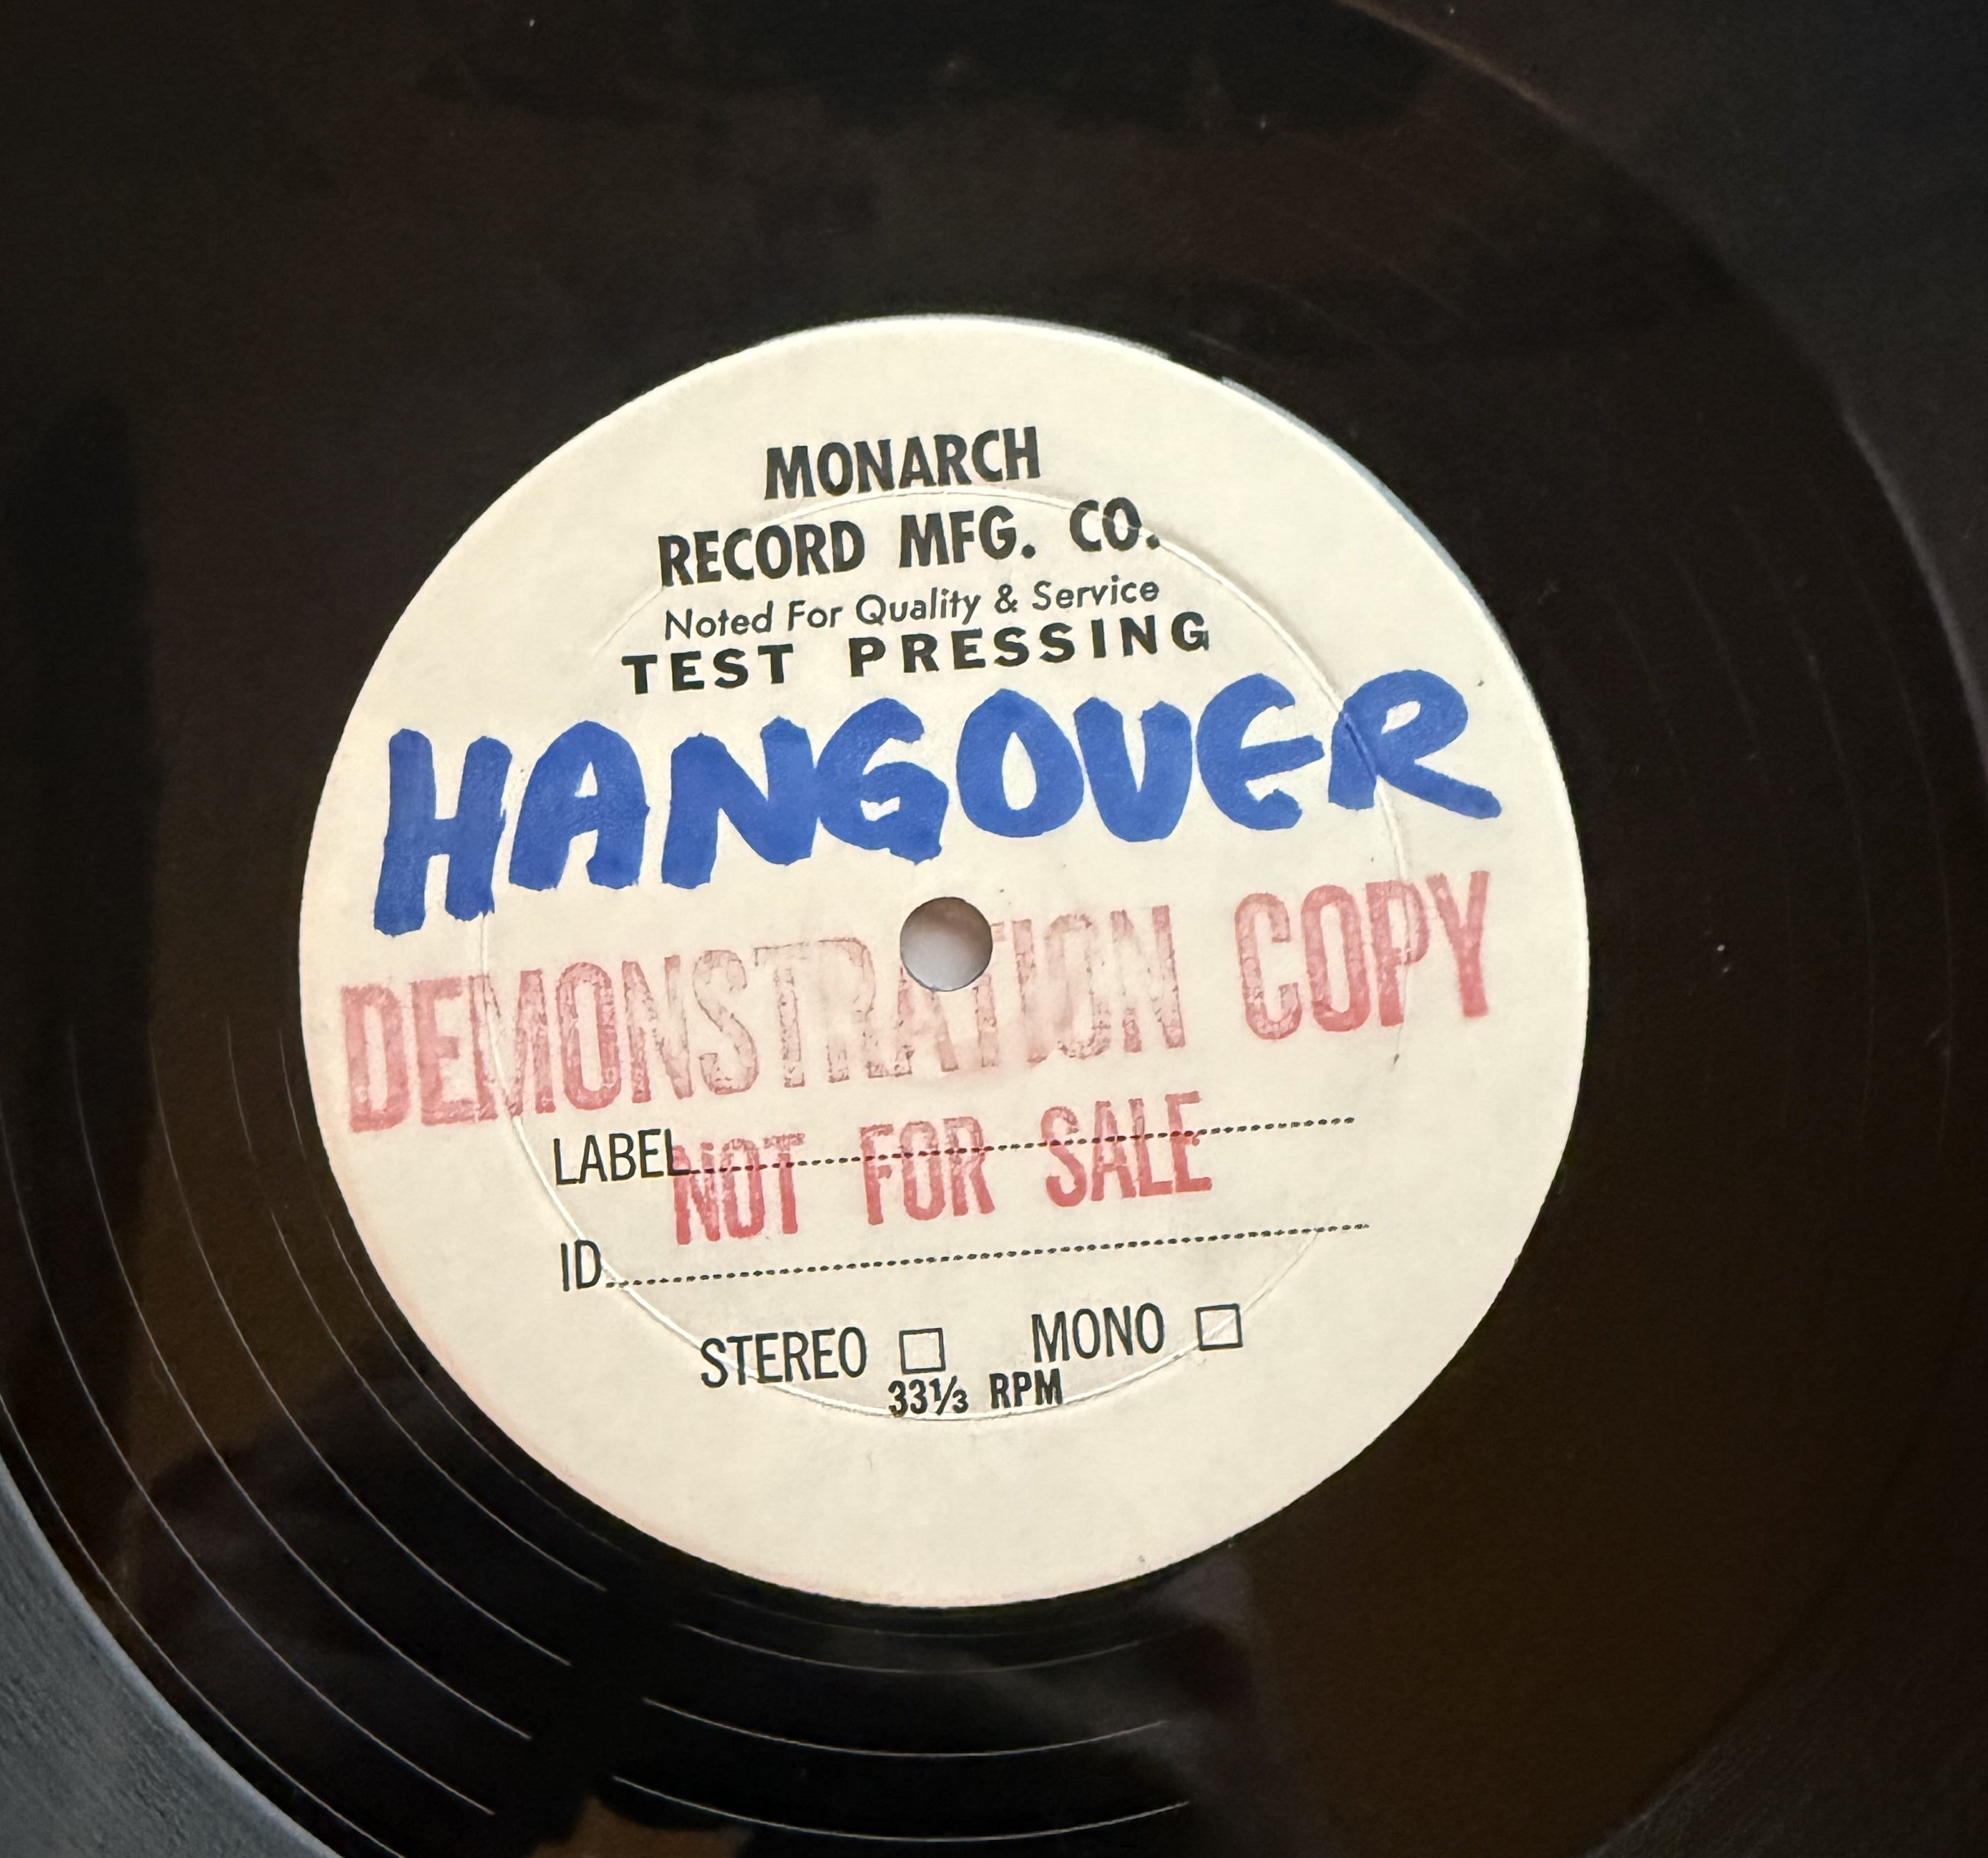 MONARCH
RECORD MFG. CO.
Noted For Quality & Service
TEST PRESSING
HANGOVER
DEMONSTRATION COPY
LABEL
NOT FOR SALE
ID
STEREO □ MONO □
33⅓ RPM